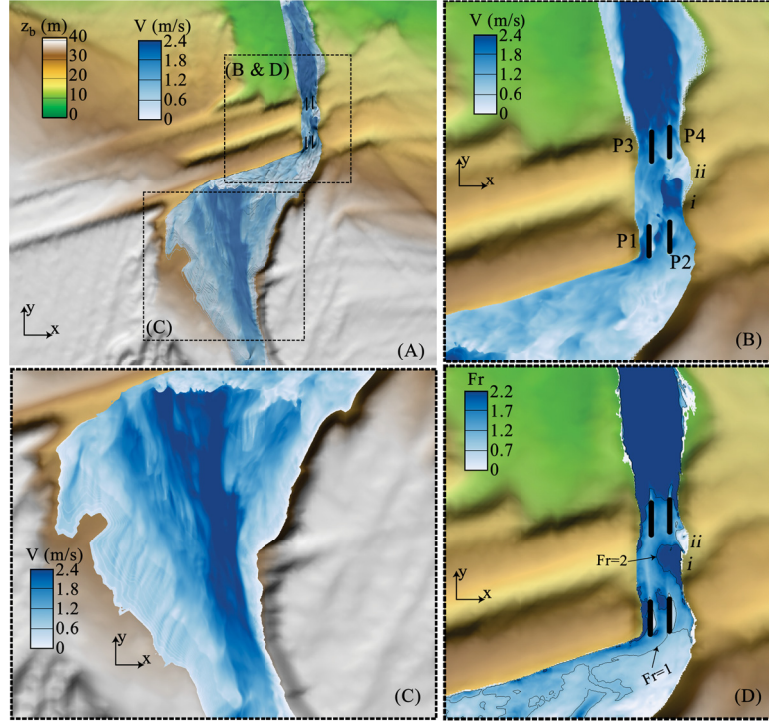 z_b (m)
40
30
20
10
0
V (m/s)
2.4
1.8
1.2
0.6
0
(B & D)
y
x
(C)
(A)
V (m/s)
2.4
1.8
1.2
0.6
0
P3
P4
ii
i
P1
P2
y
x
(B)
V (m/s)
2.4
1.8
1.2
0.6
0
y
x
(C)
Fr
2.2
1.7
1.2
0.7
ii
Fr=2
i
y
x
Fr=1
(D)